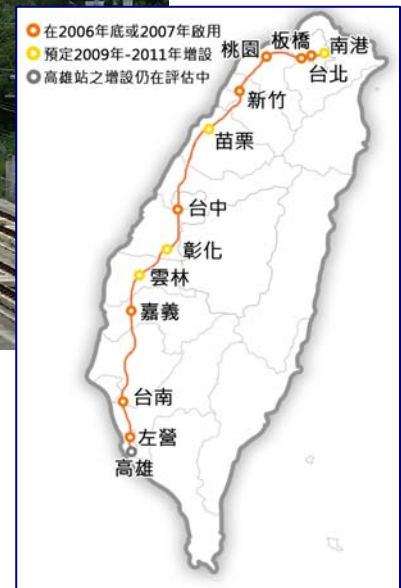 在2006年底或2007年啟用
預定2009年-2011年增設
高雄站之增設仍在評估中
南港
板橋
台北
桃園
新竹
苗栗
台中
彰化
雲林
嘉義
台南
左營
高雄